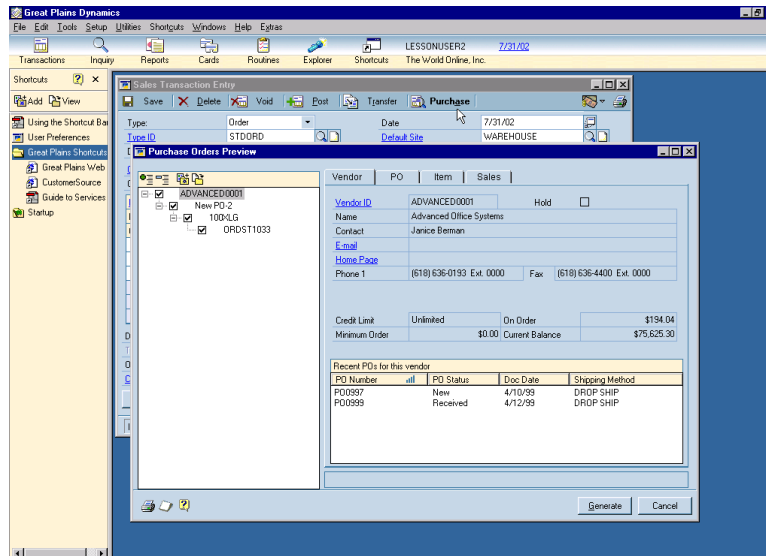 Great Plains Dynamics
File Edit Tools Setup Utilities Shortcuts Windows Help Extras
LESSONUSER2 7/31/02
Transactions Inquiry Reports Cards Routines Explorer Shortcuts The World Online, Inc.
Shortcuts
Add View
Using the Shortcut Bar
User Preferences
Great Plains Shortcuts
Great Plains Web
CustomerSource
Guide to Services
Startup
Sales Transaction Entry
Save Delete Void Post Transfer Purchase
Type: Order Date 7/31/02
Type ID STDORD Default Site WAREHOUSE
Purchase Orders Preview
ADVANCED0001
New PO-2
100XLG
ORDST1033
Vendor PO Item Sales
Vendor ID ADVANCED0001 Hold
Name Advanced Office Systems
Contact Janice Berman
E-mail
Home Page
Phone 1 (618) 636-0193 Ext. 0000 Fax (618) 636-4400 Ext. 0000
Credit Limit Unlimited On Order $194.04
Minimum Order $0.00 Current Balance $75,625.30
Recent POs for this vendor
PO Number PO Status Doc Date Shipping Method
PO0997 New 4/10/99 DROP SHIP
PO0999 Received 4/12/99 DROP SHIP
Generate Cancel